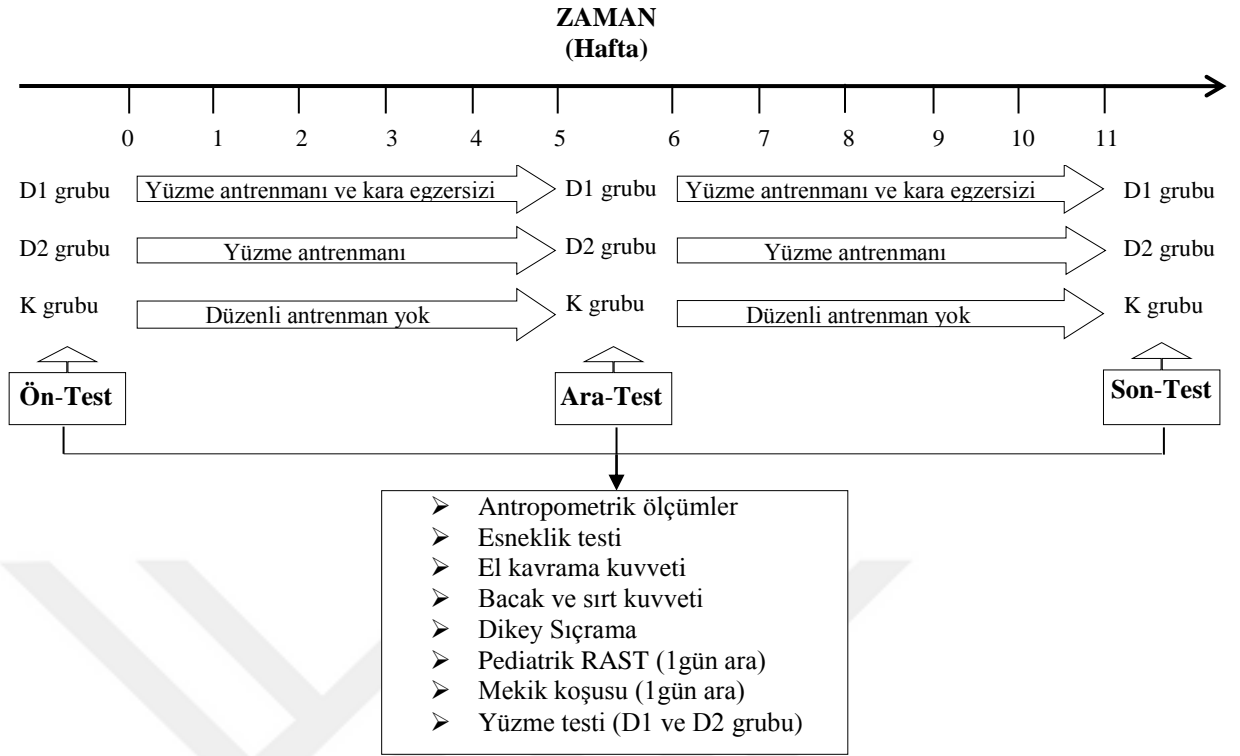 ZAMAN
(Hafta)
0 1 2 3 4 5 6 7 8 9 10 11
D1 grubu Yüzme antrenmanı ve kara egzersizi D1 grubu Yüzme antrenmanı ve kara egzersizi D1 grubu
D2 grubu Yüzme antrenmanı D2 grubu Yüzme antrenmanı D2 grubu
K grubu Düzenli antrenman yok K grubu Düzenli antrenman yok K grubu
Ön-Test Ara-Test Son-Test
➢ Antropometrik ölçümler
➢ Esneklik testi
➢ El kavrama kuvveti
➢ Bacak ve sırt kuvveti
➢ Dikey Sıçrama
➢ Pediatrik RAST (1gün ara)
➢ Mekik koşusu (1gün ara)
➢ Yüzme testi (D1 ve D2 grubu)